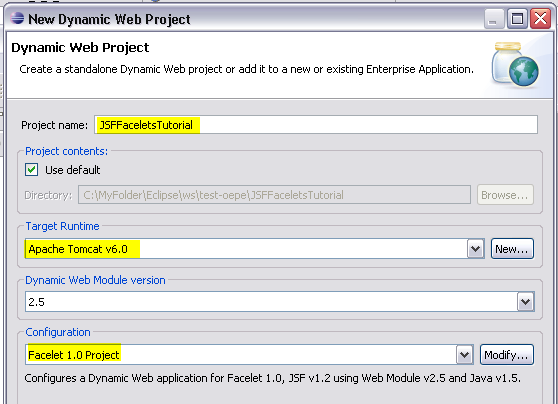 New Dynamic Web Project
Dynamic Web Project
Create a standalone Dynamic Web project or add it to a new or existing Enterprise Application.
Project name: JSFFaceletsTutorial
Project contents:
Use default
Directory: C:\MyFolder\Eclipse\ws\test-oepe\JSFFaceletsTutorial Browse...
Target Runtime
Apache Tomcat v6.0 New...
Dynamic Web Module version
2.5
Configuration
Facelet 1.0 Project Modify...
Configures a Dynamic Web application for Facelet 1.0, JSF v1.2 using Web Module v2.5 and Java v1.5.